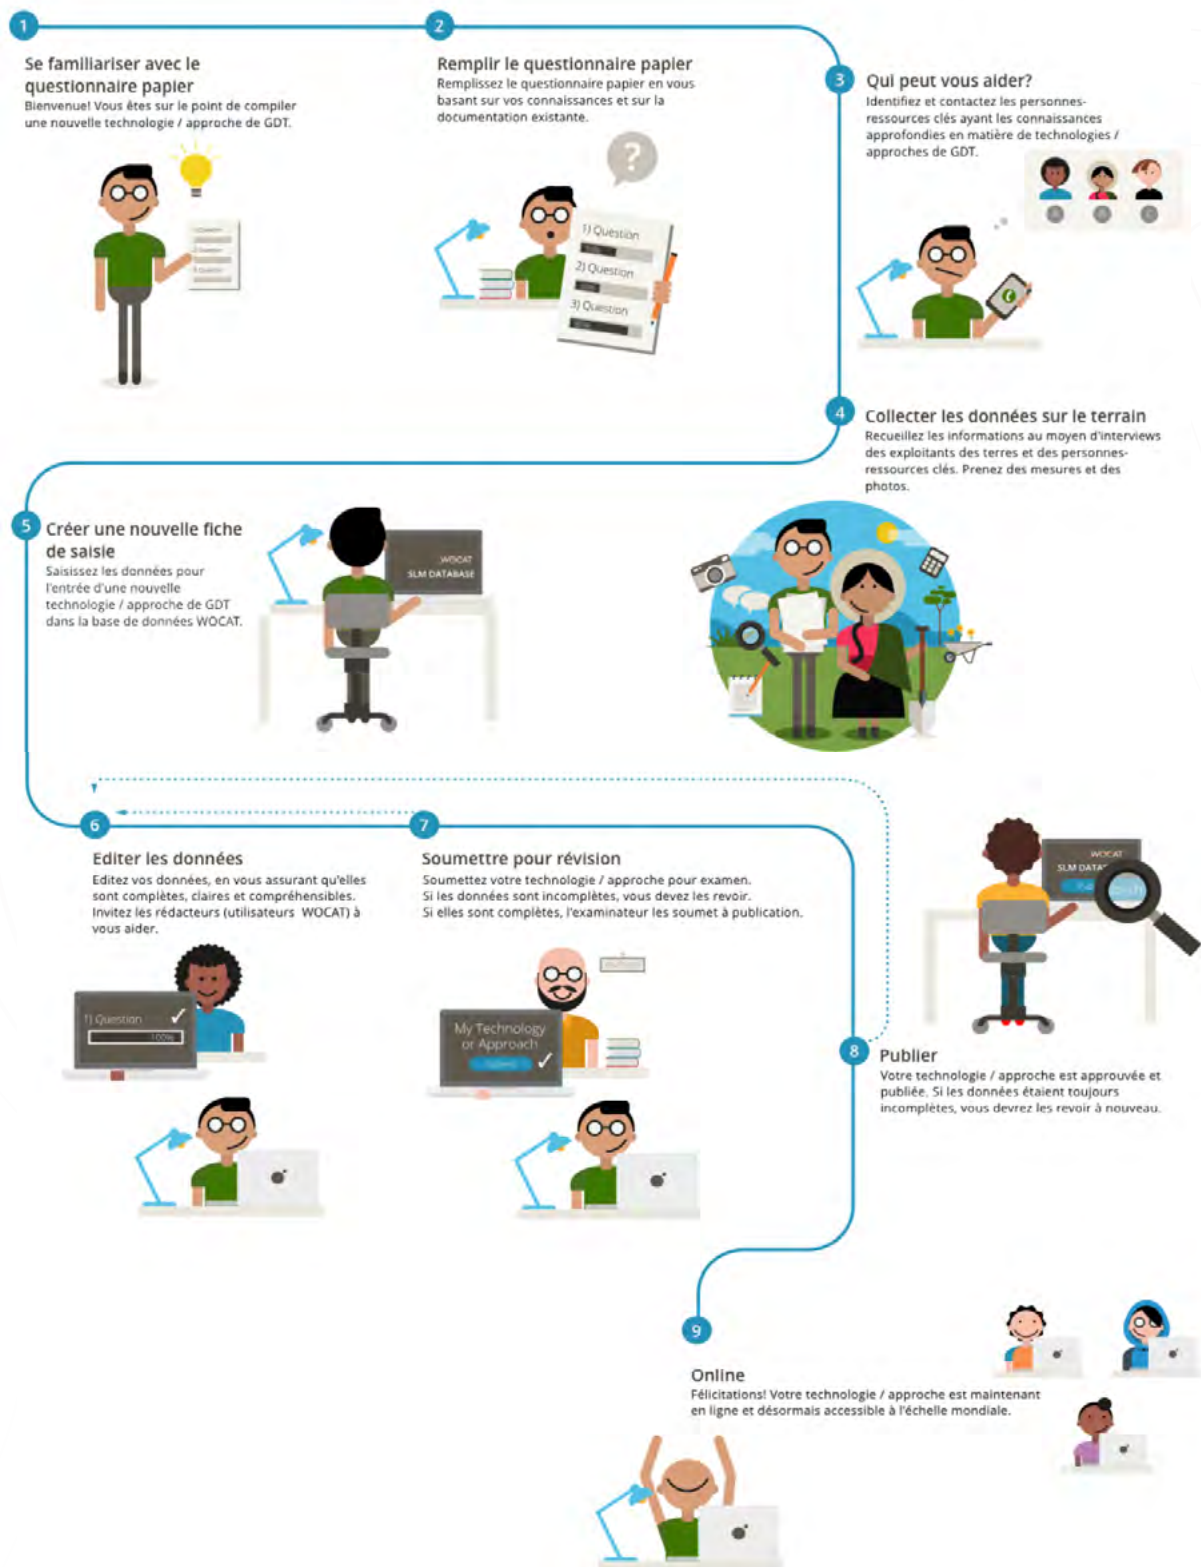 1
Se familiariser avec le
questionnaire papier
Bienvenue! Vous êtes sur le point de compiler
une nouvelle technologie / approche de GDT.
2
Remplir le questionnaire papier
Remplissez le questionnaire papier en vous
basant sur vos connaissances et sur la
documentation existante.
?
1) Question
2) Question
3) Question
3
Qui peut vous aider?
Identifiez et contactez les personnes-
ressources clés ayant les connaissances
approfondies en matière de technologies /
approches de GDT.
4
Collecter les données sur le terrain
Recueillez les informations au moyen d'interviews
des exploitants des terres et des personnes-
ressources clés. Prenez des mesures et des
photos.
5
Créer une nouvelle fiche
de saisie
Saisissez les données pour
l'entrée d'une nouvelle
technologie / approche de GDT
dans la base de données WOCAT.
WOCAT
SLM DATABASE
6
Editer les données
Editez vos données, en vous assurant qu'elles
sont complètes, claires et compréhensibles.
Invitez les rédacteurs (utilisateurs WOCAT) à
vous aider.
1) Question
100%
7
Soumettre pour révision
Soumettez votre technologie / approche pour examen.
Si les données sont incomplètes, vous devez les revoir.
Si elles sont complètes, l'examinateur les soumet à publication.
My Technology
or Approach
WOCAT
SLM DATA
8
Publier
Votre technologie / approche est approuvée et
publiée. Si les données étaient toujours
incomplètes, vous devrez les revoir à nouveau.
9
Online
Félicitations! Votre technologie / approche est maintenant
en ligne et désormais accessible à l'échelle mondiale.